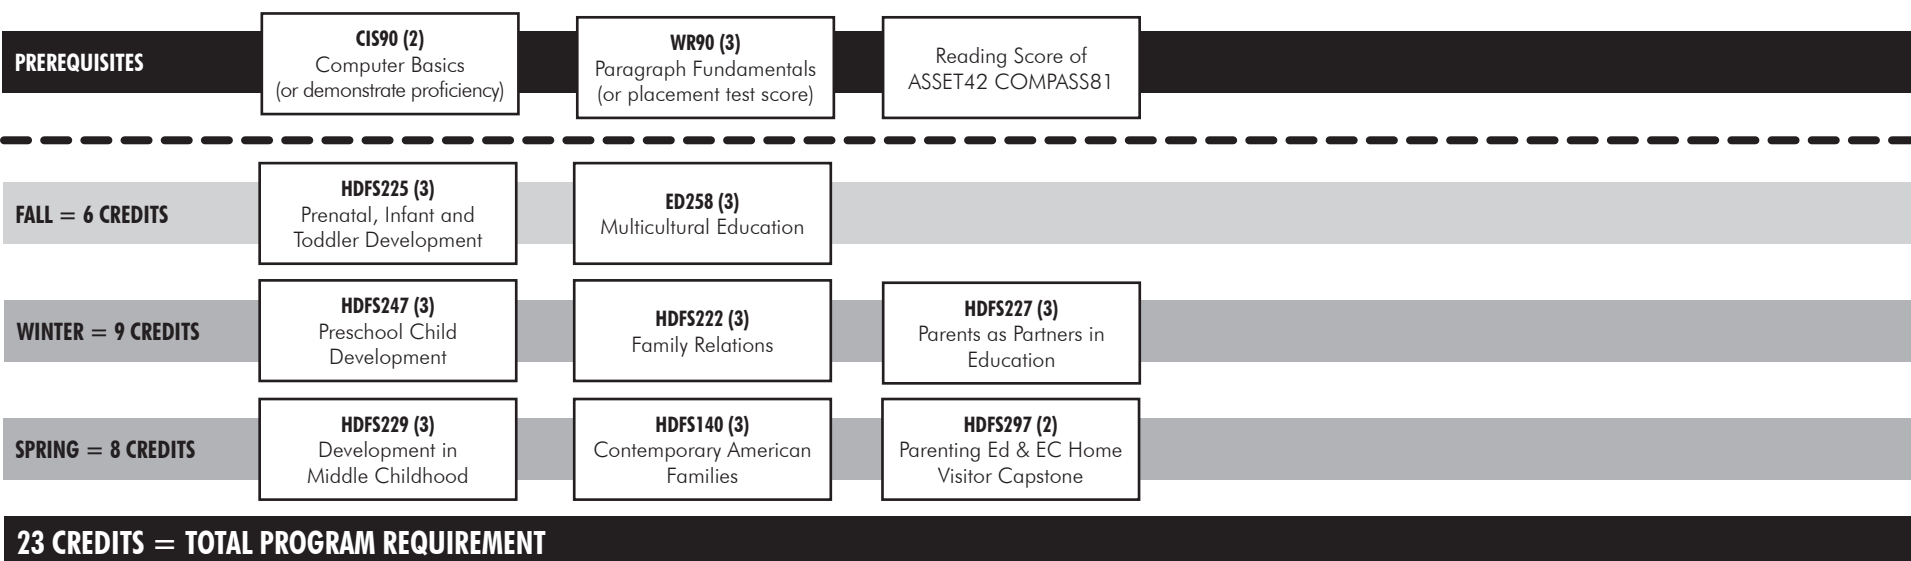 PREREQUISITES
CIS90 (2)
Computer Basics
(or demonstrate proficiency)
WR90 (3)
Paragraph Fundamentals
(or placement test score)
Reading Score of
ASSET42 COMPASS81
FALL = 6 CREDITS
HDFS225 (3)
Prenatal, Infant and
Toddler Development
ED258 (3)
Multicultural Education
WINTER = 9 CREDITS
HDFS247 (3)
Preschool Child
Development
HDFS222 (3)
Family Relations
HDFS227 (3)
Parents as Partners in
Education
SPRING = 8 CREDITS
HDFS229 (3)
Development in
Middle Childhood
HDFS140 (3)
Contemporary American
Families
HDFS297 (2)
Parenting Ed & EC Home
Visitor Capstone
23 CREDITS = TOTAL PROGRAM REQUIREMENT